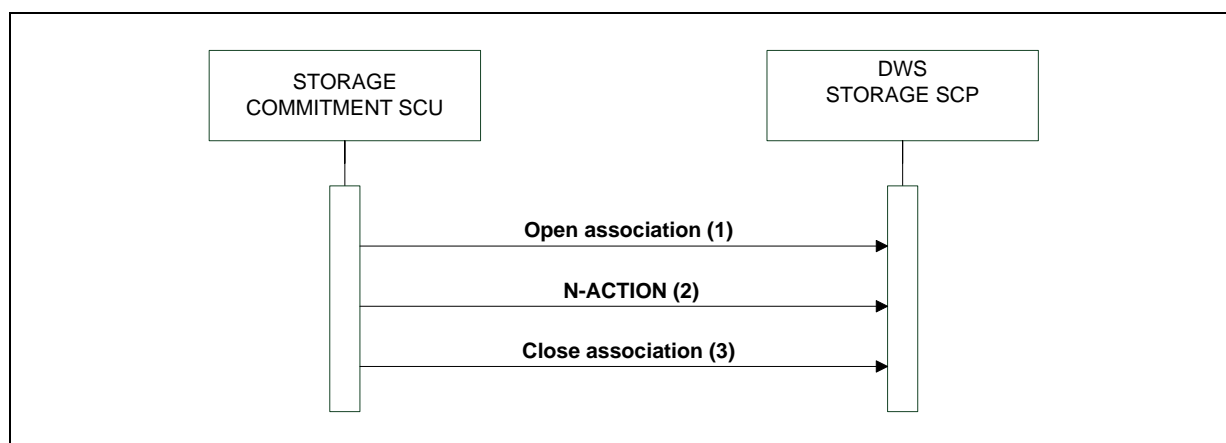 STORAGE
COMMITMENT SCU
DWS
STORAGE SCP
Open association (1)
N-ACTION (2)
Close association (3)